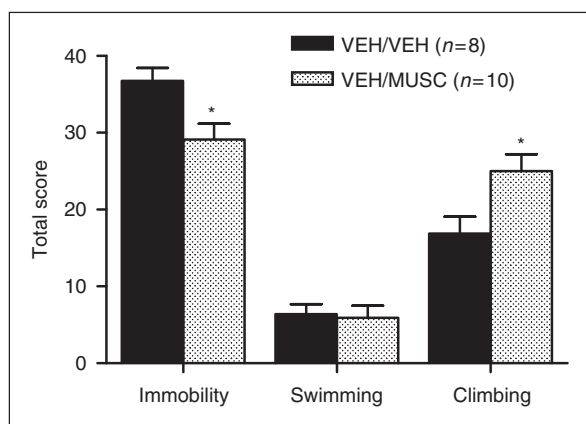 40
30
20
10
0
Total score
VEH/VEH (n=8)
VEH/MUSC (n=10)
*
*
Immobility Swimming Climbing